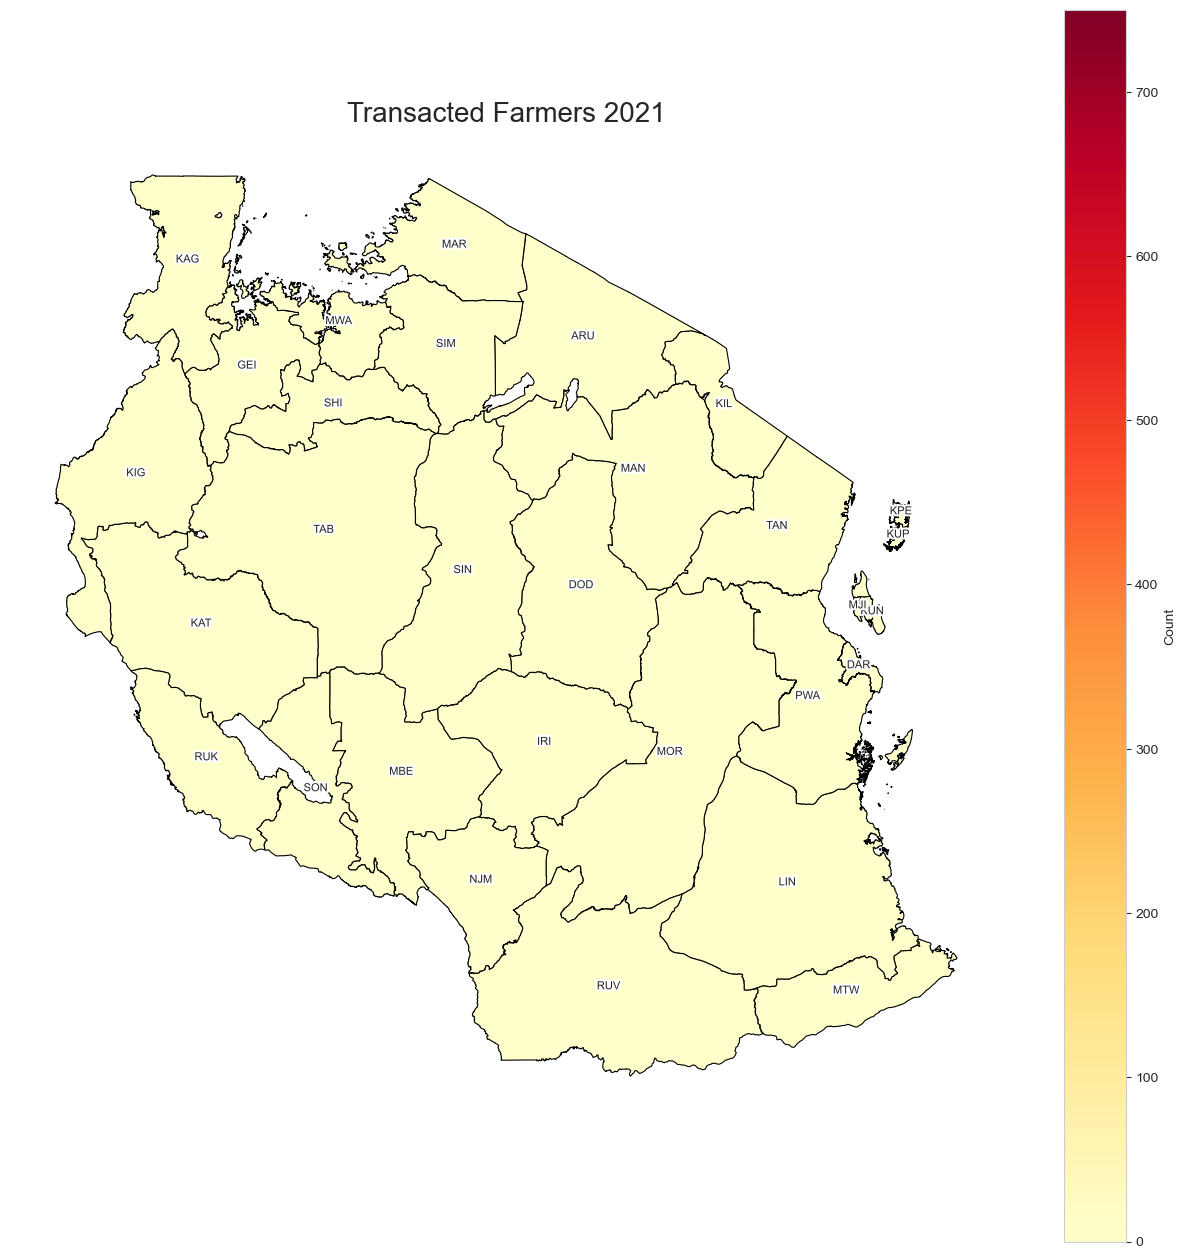 Transacted Farmers 2021
KAG
MAR
MWA
ARU
SIM
GEI
SHI
KIL
KIG
MAN
TAB
TAN
KPE
KUP
SIN
DOD
MJI
KUN
KAT
DAR
PWA
IRI
MOR
RUK
MBE
SON
NJM
LIN
RUV
MTW
700
600
500
400
300
200
100
0
Count